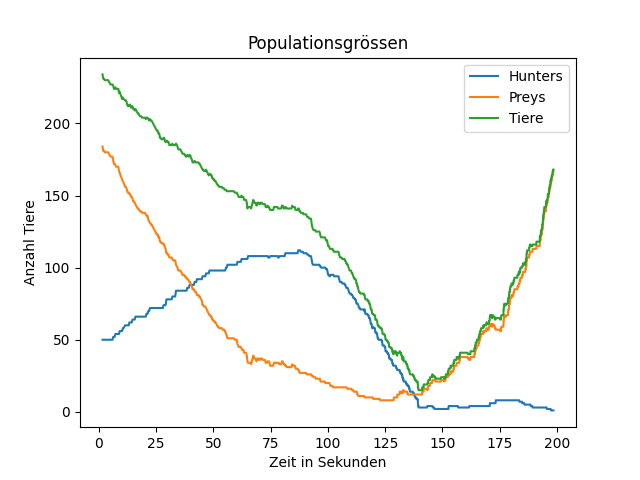 Populationsgrössen
Hunters
Preys
Tiere
Anzahl Tiere
200
150
100
50
0
0 25 50 75 100 125 150 175 200
Zeit in Sekunden